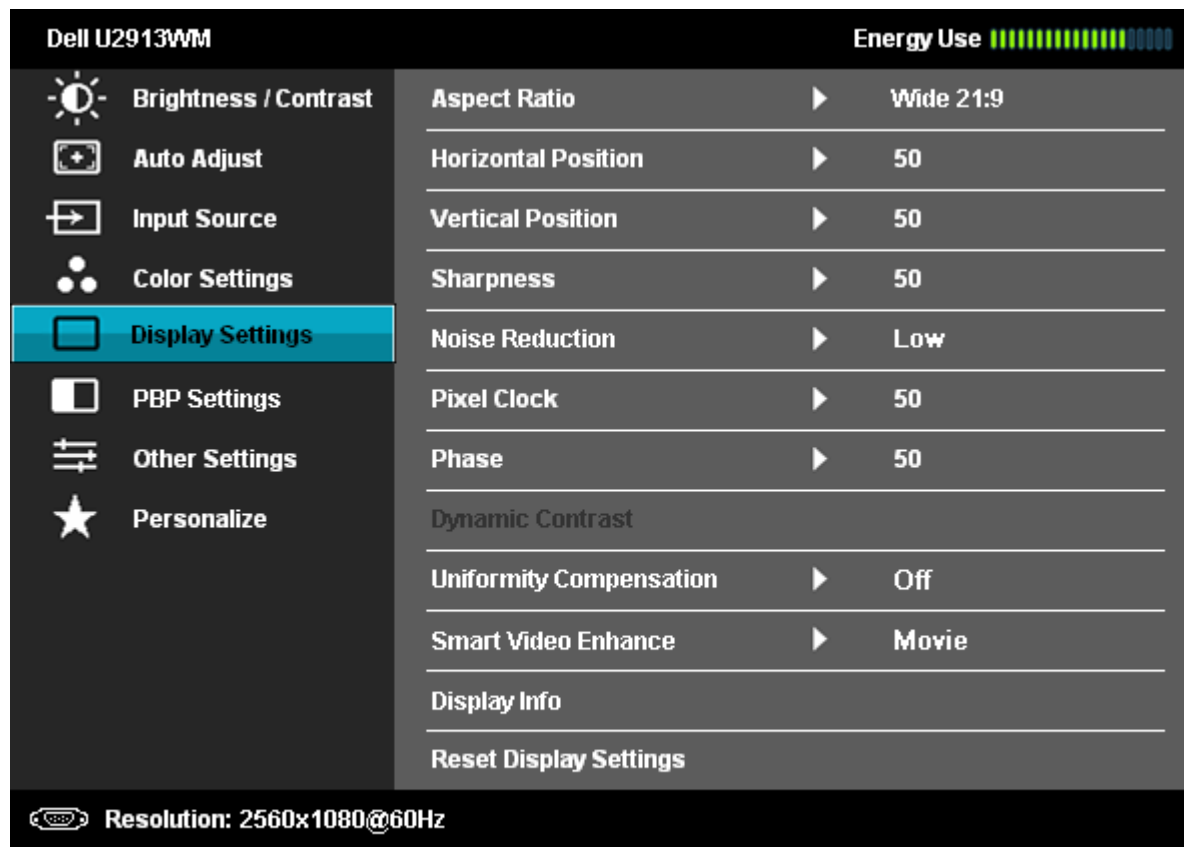 Dell U2913WM Energy Use
Brightness / Contrast
Auto Adjust
Input Source
Color Settings
Display Settings
PBP Settings
Other Settings
Personalize
Aspect Ratio Wide 21:9
Horizontal Position 50
Vertical Position 50
Sharpness 50
Noise Reduction Low
Pixel Clock 50
Phase 50
Dynamic Contrast
Uniformity Compensation Off
Smart Video Enhance Movie
Display Info
Reset Display Settings
Resolution: 2560x1080@60Hz